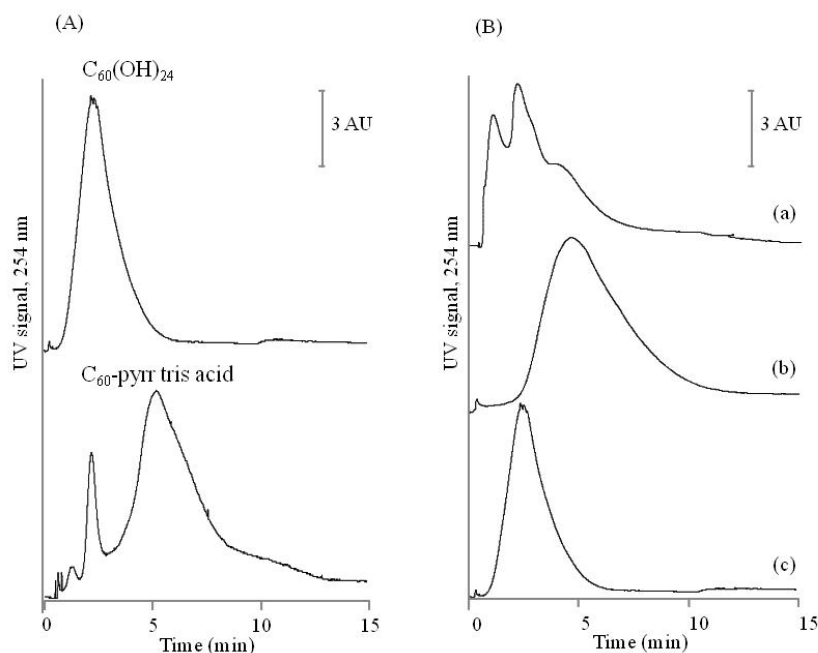 (A)
C₆₀(OH)₂₄
3 AU
UV signal, 254 nm
C₆₀-pyrr tris acid
0 5 10 15
Time (min)
(B)
3 AU
(a)
UV signal, 254 nm
(b)
(c)
0 5 10 15
Time (min)